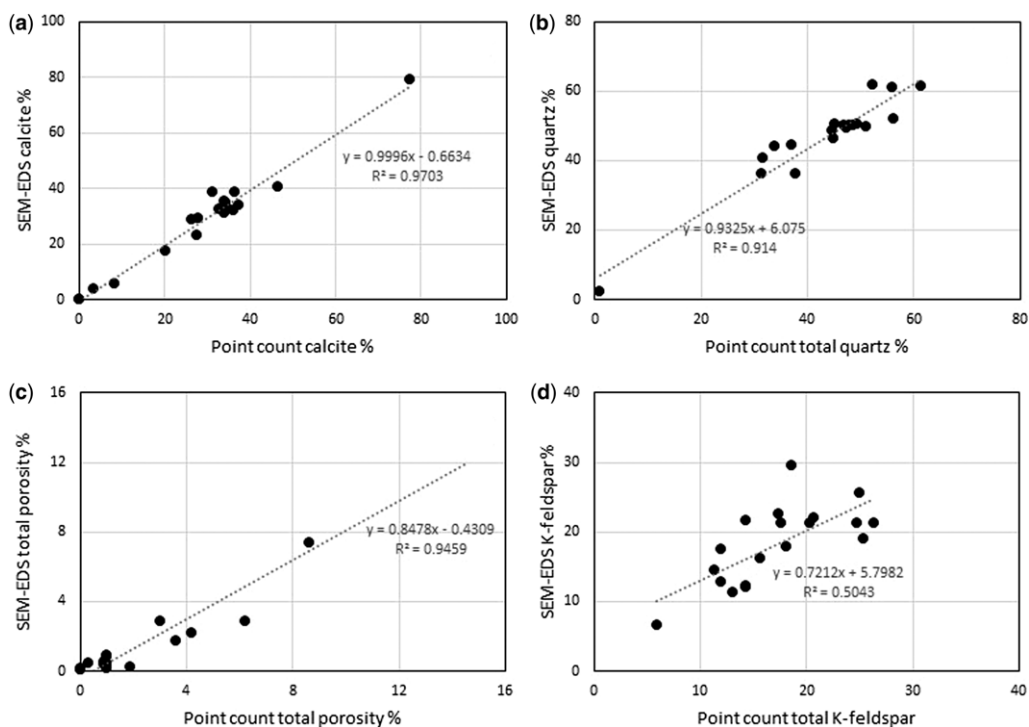 (a)
100
80
60
40
20
0
SEM-EDS calcite %
y = 0.9996x - 0.6634
R² = 0.9703
0 20 40 60 80 100
Point count calcite %
(b)
80
60
40
20
0
SEM-EDS quartz %
y = 0.9325x + 6.075
R² = 0.914
0 20 40 60 80
Point count total quartz %
(c)
16
12
8
4
0
SEM-EDS total porosity %
y = 0.8478x - 0.4309
R² = 0.9459
0 4 8 12 16
Point count total porosity %
(d)
40
30
20
10
0
SEM-EDS K-feldspar %
y = 0.7212x + 5.7982
R² = 0.5043
0 10 20 30 40
Point count total K-feldspar